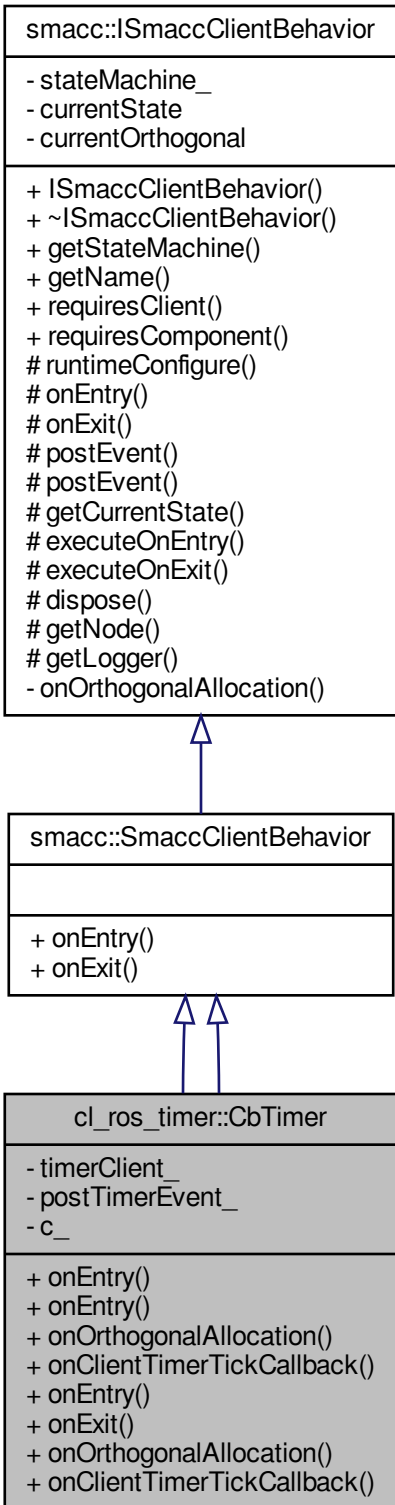 smacc::ISmaccClientBehavior
- stateMachine_
- currentState
- currentOrthogonal
+ ISmaccClientBehavior()
+ ~ISmaccClientBehavior()
+ getStateMachine()
+ getName()
+ requiresClient()
+ requiresComponent()
# runtimeConfigure()
# onEntry()
# onExit()
# postEvent()
# postEvent()
# getCurrentState()
# executeOnEntry()
# executeOnExit()
# dispose()
# getNode()
# getLogger()
- onOrthogonalAllocation()
smacc::SmaccClientBehavior
+ onEntry()
+ onExit()
cl_ros_timer::CbTimer
- timerClient_
- postTimerEvent_
- c_
+ onEntry()
+ onEntry()
+ onOrthogonalAllocation()
+ onClientTimerTickCallback()
+ onEntry()
+ onExit()
+ onOrthogonalAllocation()
+ onClientTimerTickCallback()